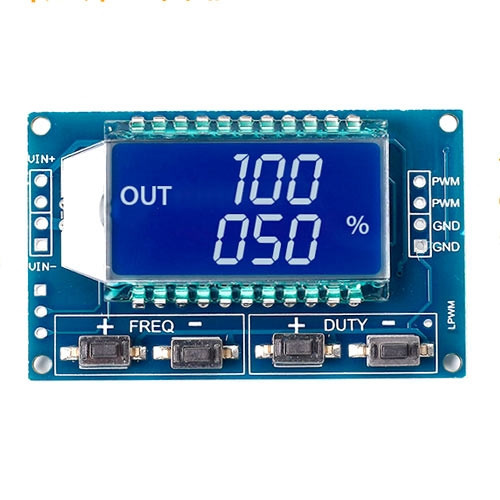 VIN+
VIN-
OUT
100
050 %
PWM
PWM
GND
GND
LPWM
+ FREQ -
+ DUTY -